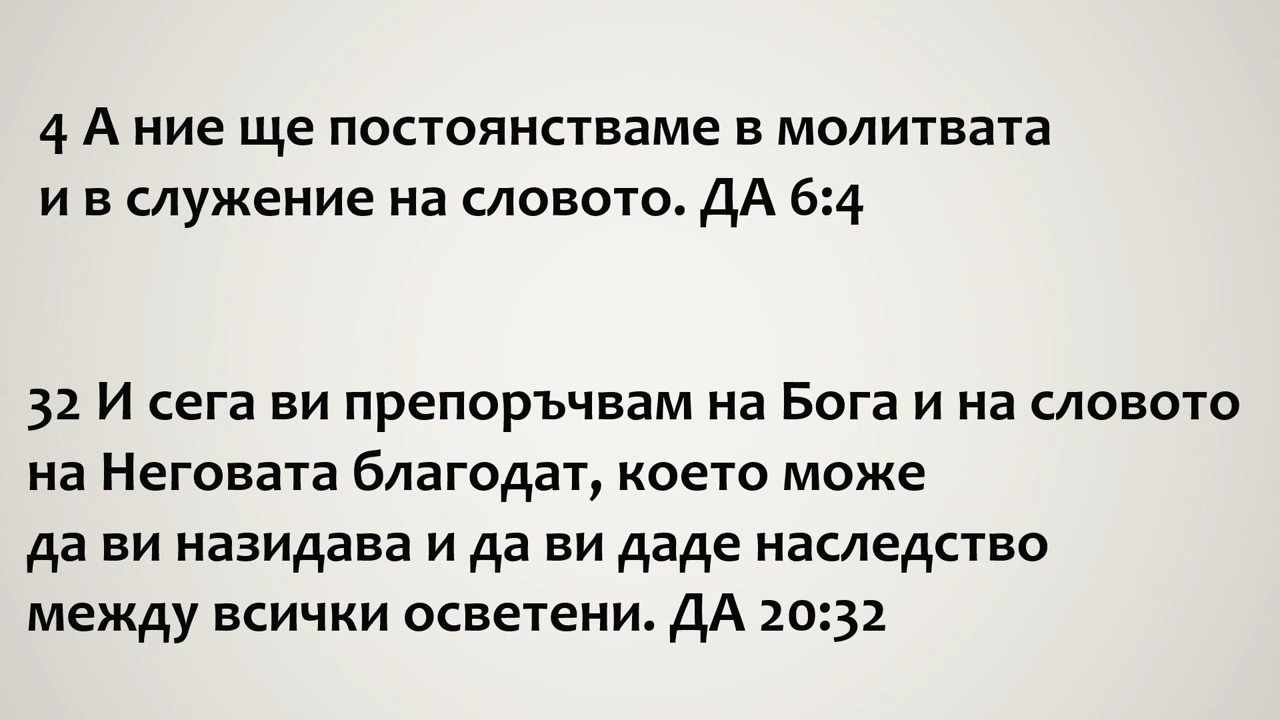 4 А ние ще постоянстваме в молитвата
и в служение на словото. ДА 6:4
32 И сега ви препоръчвам на Бога и на словото
на Неговата благодат, което може
да ви назидава и да ви даде наследство
между всички осветени. ДА 20:32